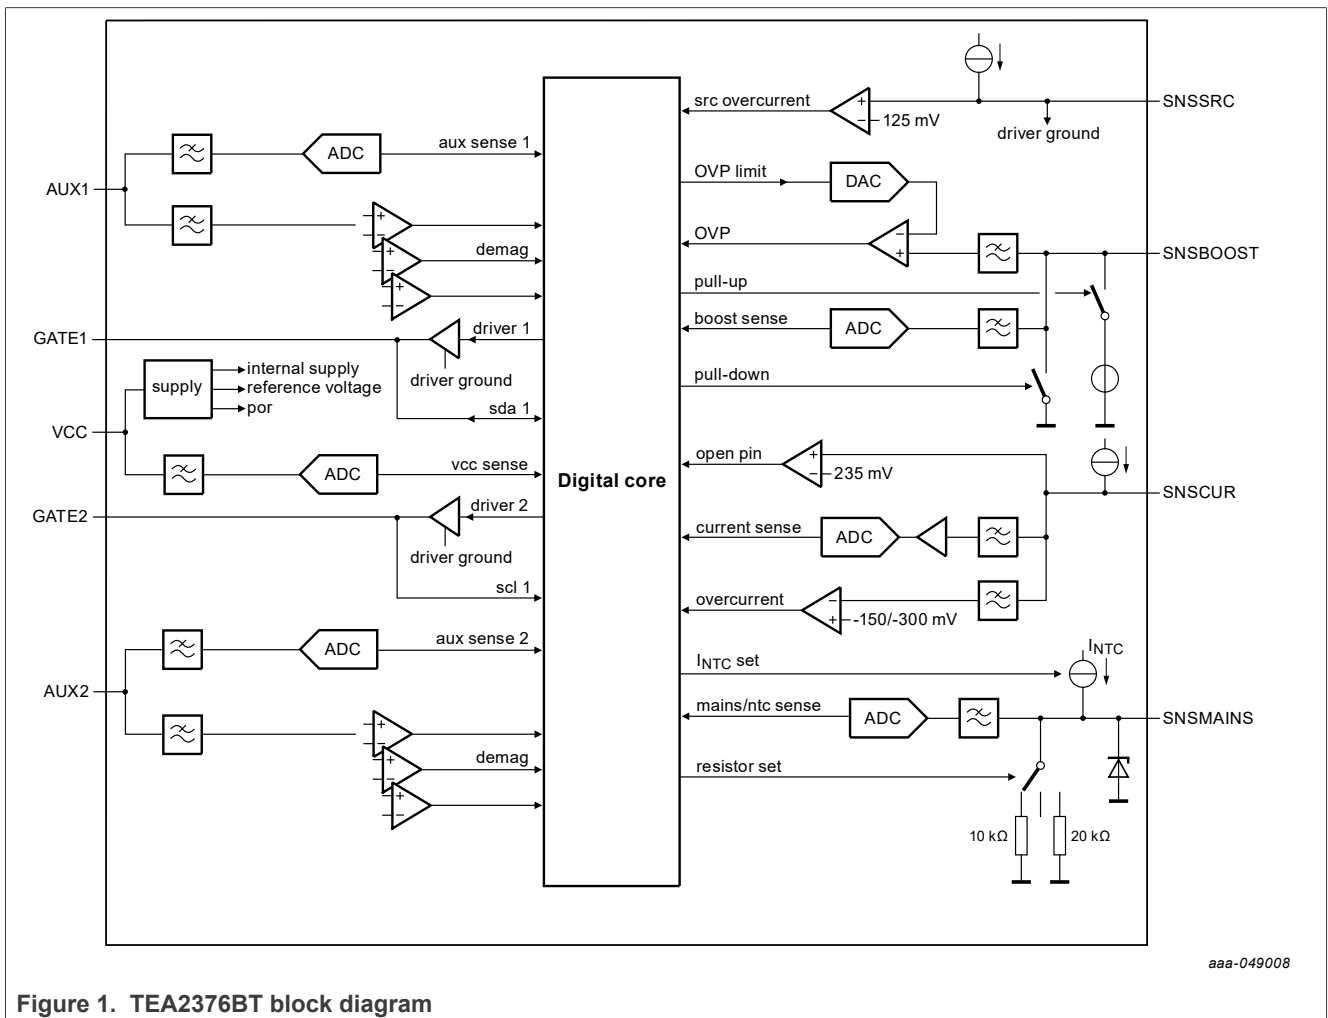 src overcurrent
125 mV
driver ground
SNSSRC
aux sense 1
ADC
AUX1
demag
OVP limit
DAC
OVP
SNSBOOST
pull-up
boost sense
ADC
pull-down
GATE1
driver 1
driver ground
supply
internal supply
reference voltage
por
sda 1
VCC
vcc sense
ADC
Digital core
open pin
235 mV
SNSCUR
GATE2
driver 2
driver ground
current sense
ADC
scl 1
overcurrent
-150/-300 mV
aux sense 2
ADC
AUX2
demag
INTC set
INTC
mains/ntc sense
ADC
SNSMAINS
resistor set
10 kΩ
20 kΩ
aaa-049008
Figure 1. TEA2376BT block diagram